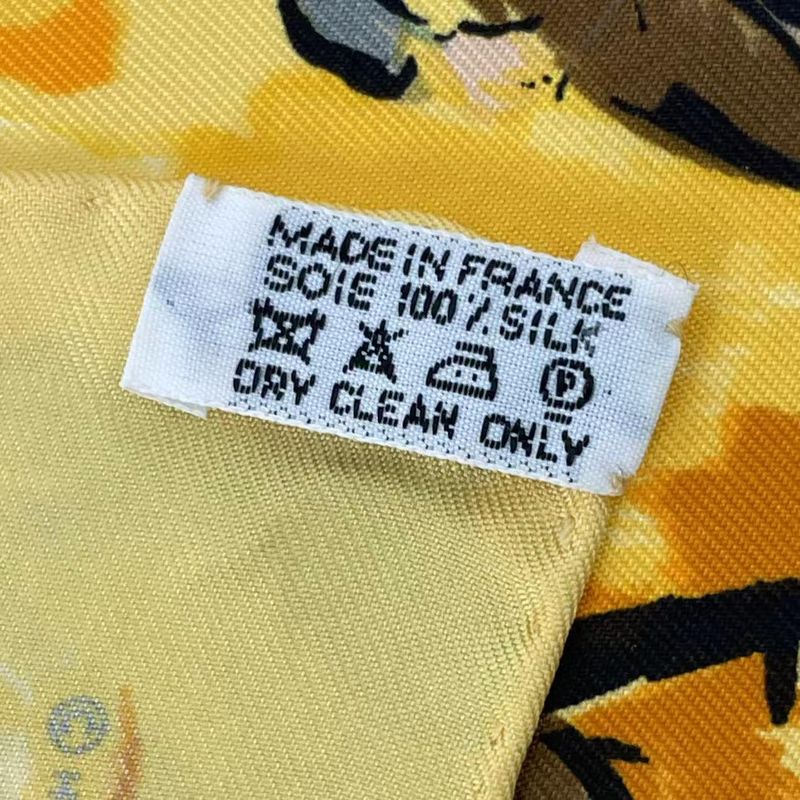 MADE IN FRANCE
SOIE 100% SILK
P
DRY CLEAN ONLY
©